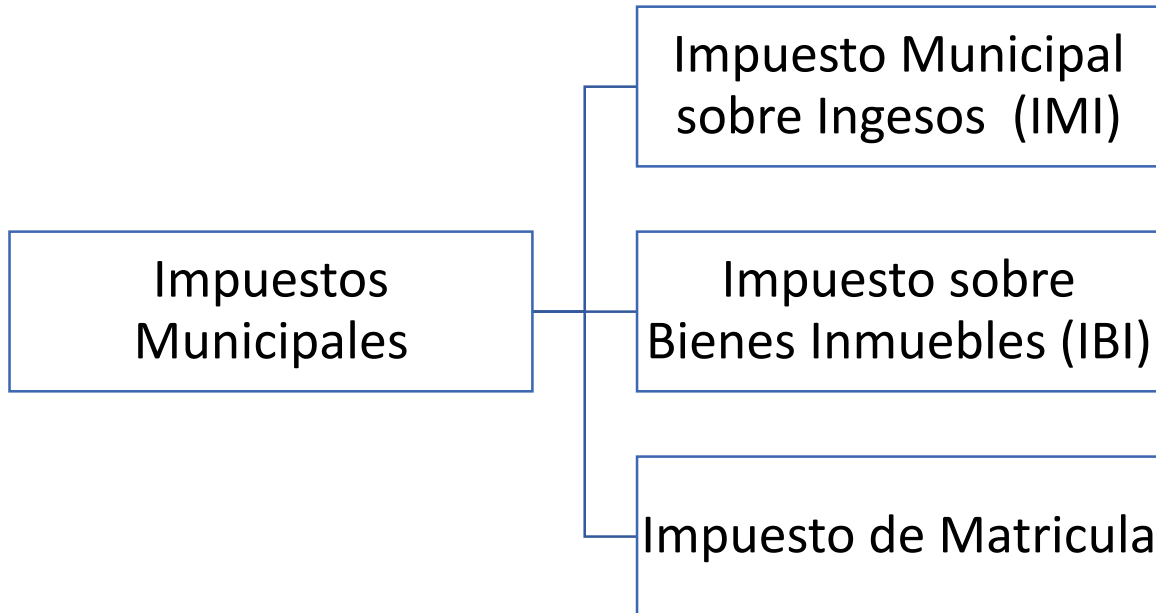 Impuesto Municipal
sobre Ingesos  (IMI)
Impuestos
Municipales
Impuesto sobre
Bienes Inmuebles (IBI)
Impuesto de Matricula